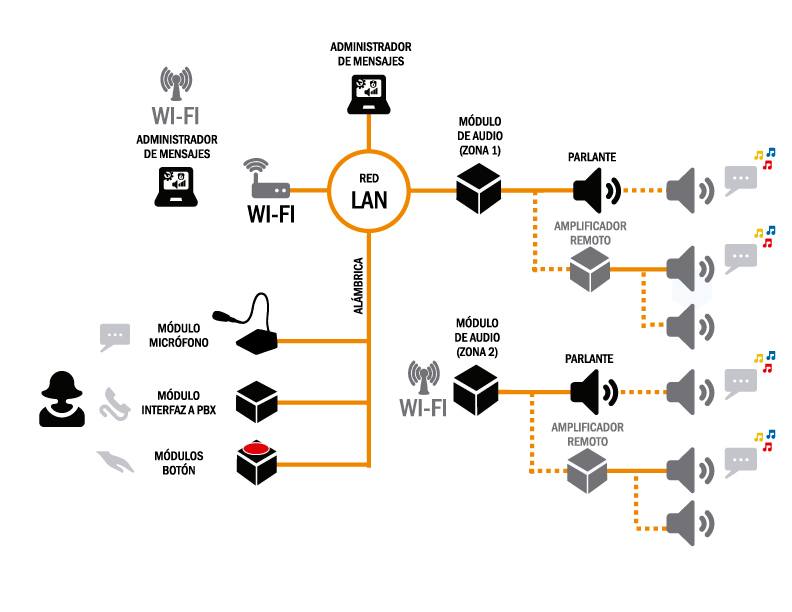 ADMINISTRADOR
DE MENSAJES
WI-FI
ADMINISTRADOR
DE MENSAJES
WI-FI
RED
LAN
ALÁMBRICA
MÓDULO
DE AUDIO
(ZONA 1)
PARLANTE
AMPLIFICADOR
REMOTO
MÓDULO
MICRÓFONO
MÓDULO
INTERFAZ A PBX
MÓDULOS
BOTÓN
MÓDULO
DE AUDIO
(ZONA 2)
WI-FI
PARLANTE
AMPLIFICADOR
REMOTO